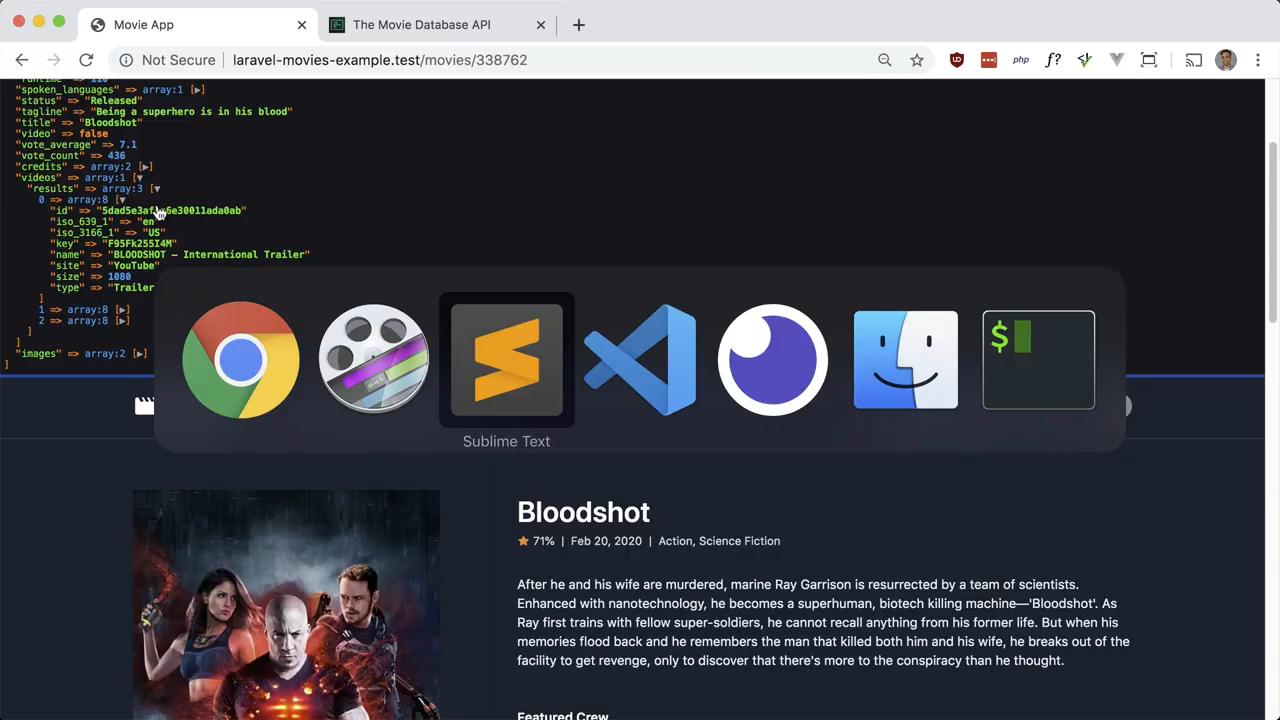 Movie App
The Movie Database API
Not Secure
laravel-movies-example.test/movies/338762
php
f?
"runtime" => 110
"spoken_languages" => array:1 [▶]
"status" => "Released"
"tagline" => "Being a superhero is in his blood"
"title" => "Bloodshot"
"video" => false
"vote_average" => 7.1
"vote_count" => 436
"credits" => array:2 [▶]
"videos" => array:1 [▼
"results" => array:3 [▼
0 => array:8 [▼
"id" =>
"iso_639_1" => "en"
"iso_3166_1" => "US"
"key" => "F95Fk255I4M"
"name" => "BLOODSHOT – International Trailer"
"site" => "YouTube"
"size" => 1080
"type" => "Trailer
]
1 => array:8 [▶]
2 => array:8 [▶]
]
]
"images" => array:2 [▶]
]
$
Sublime Text
Bloodshot
71% | Feb 20, 2020 | Action, Science Fiction
After he and his wife are murdered, marine Ray Garrison is resurrected by a team of scientists.
Enhanced with nanotechnology, he becomes a superhuman, biotech killing machine—'Bloodshot'. As
Ray first trains with fellow super-soldiers, he cannot recall anything from his former life. But when his
memories flood back and he remembers the man that killed both him and his wife, he breaks out of the
facility to get revenge, only to discover that there's more to the conspiracy than he thought.
Featured Crew